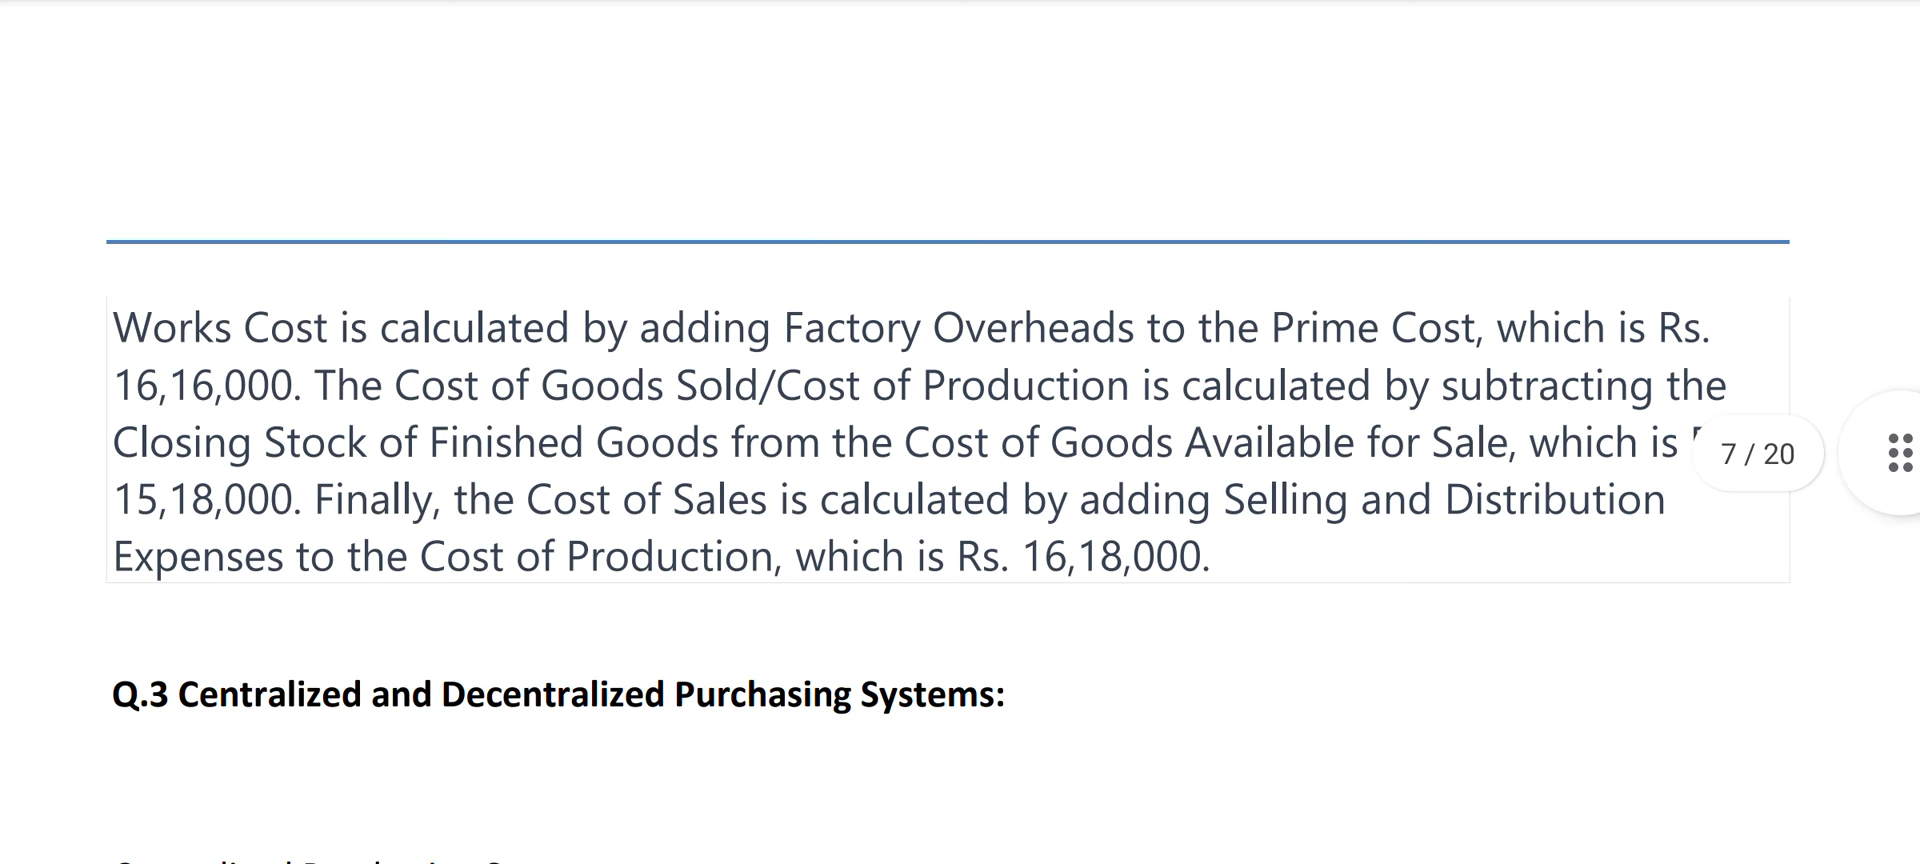 Works Cost is calculated by adding Factory Overheads to the Prime Cost, which is Rs.
16,16,000. The Cost of Goods Sold/Cost of Production is calculated by subtracting the
Closing Stock of Finished Goods from the Cost of Goods Available for Sale, which is
7 / 20
15,18,000. Finally, the Cost of Sales is calculated by adding Selling and Distribution
Expenses to the Cost of Production, which is Rs. 16,18,000.
Q.3 Centralized and Decentralized Purchasing Systems: